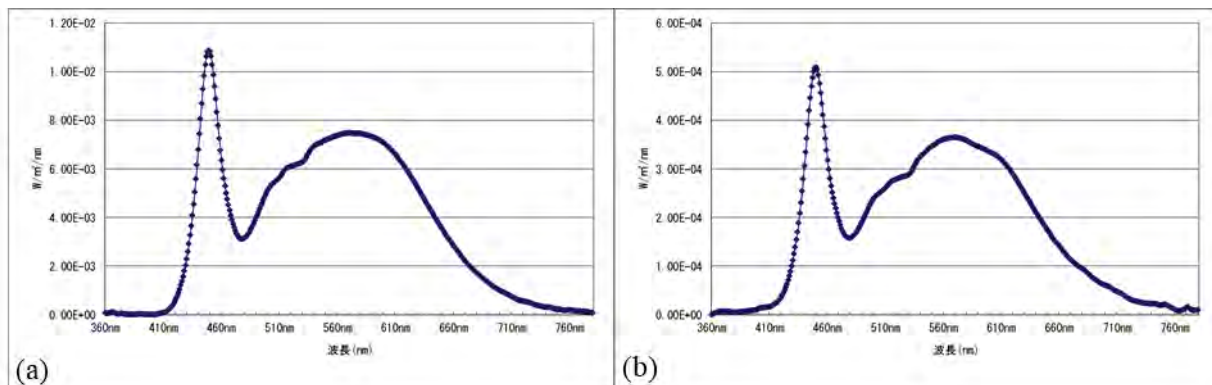 1.20E-02
1.00E-02
8.00E-03
6.00E-03
4.00E-03
2.00E-03
0.00E+00
W/㎡/nm
360nm 410nm 460nm 510nm 560nm 610nm 660nm 710nm 760nm
波長(nm)
(a)
6.00E-04
5.00E-04
4.00E-04
3.00E-04
2.00E-04
1.00E-04
0.00E+00
W/㎡/nm
360nm 410nm 460nm 510nm 560nm 610nm 660nm 710nm 760nm
波長(nm)
(b)